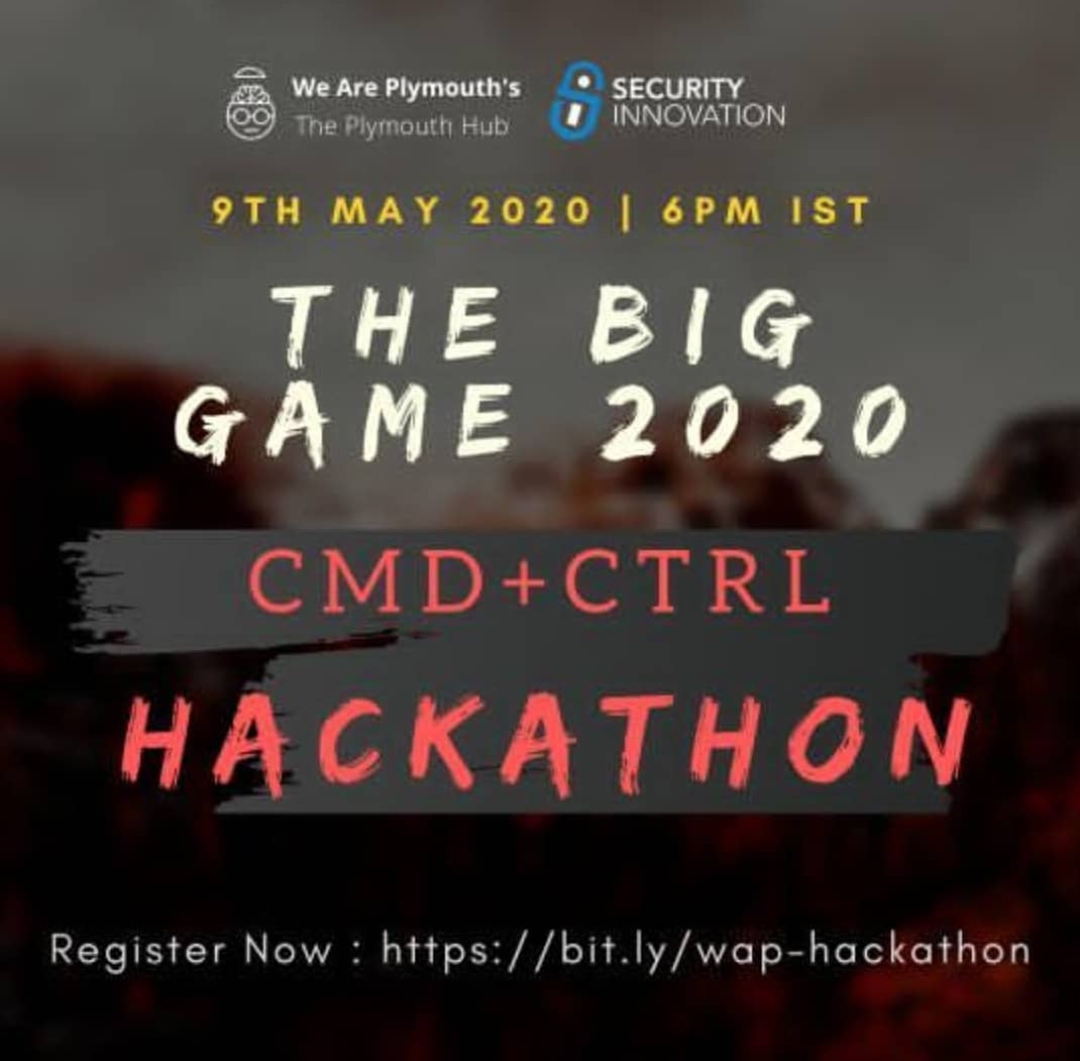 We Are Plymouth's
The Plymouth Hub
SECURITY
INNOVATION
9TH MAY 2020 | 6PM IST
THE BIG
GAME 2020
CMD+CTRL
HACKATHON
Register Now : https://bit.ly/wap-hackathon